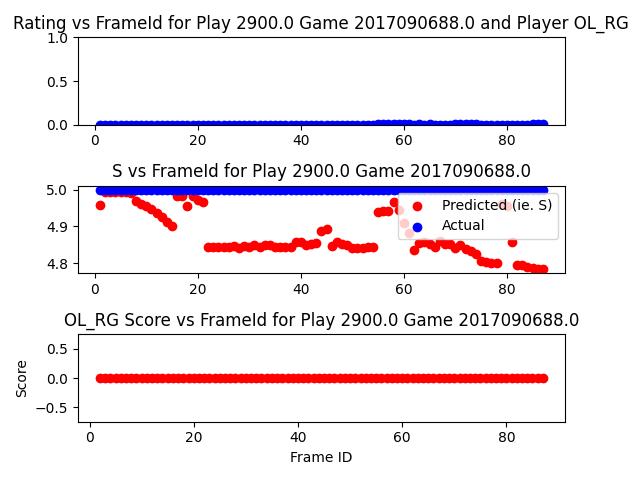 Rating vs FrameId for Play 2900.0 Game 2017090688.0 and Player OL_RG
1.0
0.5
0.0
0 20 40 60 80
S vs FrameId for Play 2900.0 Game 2017090688.0
5.0
4.9
4.8
Predicted (ie. S)
Actual
0 20 40 60 80
OL_RG Score vs FrameId for Play 2900.0 Game 2017090688.0
Score
0.5
0.0
−0.5
0 20 40 60 80
Frame ID